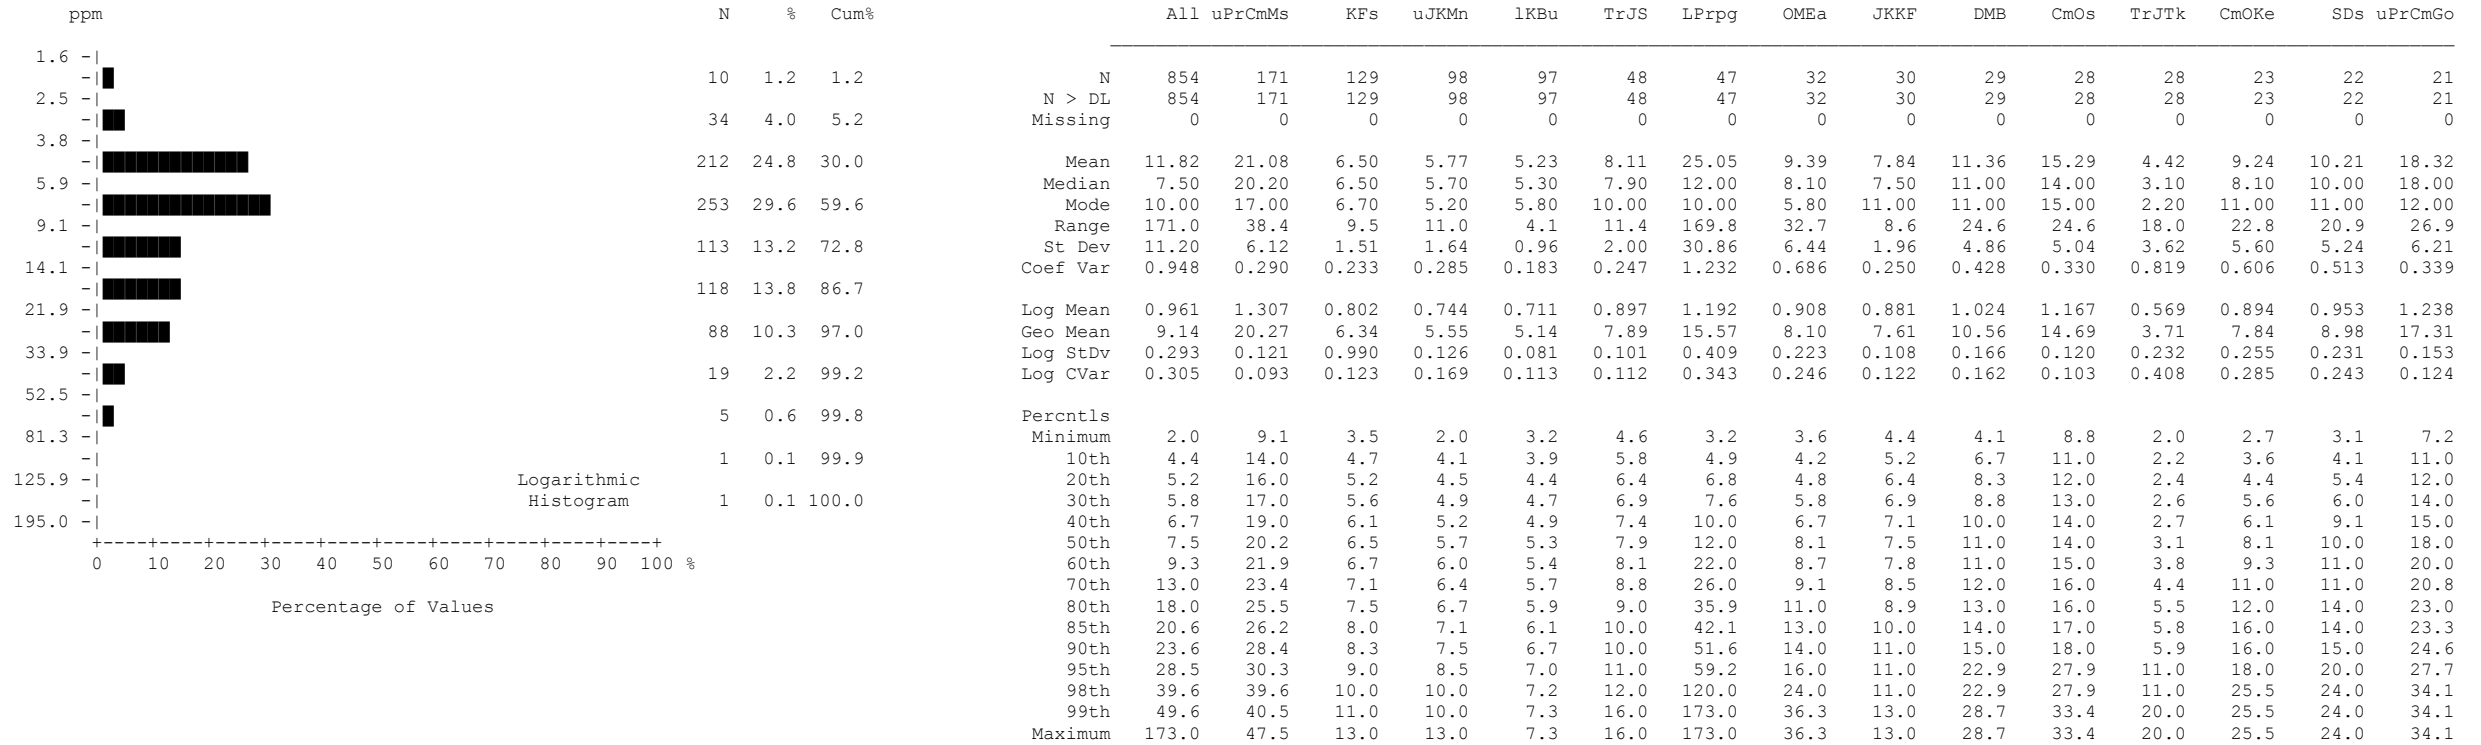 ppm N % Cum% All uPrCmMs KFs uJKMn lKBu TrJS LPrpg OMEa JKKF DMB CmOs TrJTk CmOKe SDs uPrCmGo
1.6 -|
-| 10 1.2 1.2 N 854 171 129 98 97 48 47 32 30 29 28 28 23 22 21
2.5 -| N > DL 854 171 129 98 97 48 47 32 30 29 28 28 23 22 21
-| 34 4.0 5.2 Missing 0 0 0 0 0 0 0 0 0 0 0 0 0 0 0
3.8 -|
-| 212 24.8 30.0 Mean 11.82 21.08 6.50 5.77 5.23 8.11 25.05 9.39 7.84 11.36 15.29 4.42 9.24 10.21 18.32
5.9 -| Median 7.50 20.20 6.50 5.70 5.30 7.90 12.00 8.10 7.50 11.00 14.00 3.10 8.10 10.00 18.00
-| 253 29.6 59.6 Mode 10.00 17.00 6.70 5.20 5.80 10.00 10.00 5.80 11.00 11.00 15.00 2.20 11.00 11.00 12.00
9.1 -| Range 171.0 38.4 9.5 11.0 4.1 11.4 169.8 32.7 8.6 24.6 24.6 18.0 22.8 20.9 26.9
-| 113 13.2 72.8 St Dev 11.20 6.12 1.51 1.64 0.96 2.00 30.86 6.44 1.96 4.86 5.04 3.62 5.60 5.24 6.21
14.1 -| Coef Var 0.948 0.290 0.233 0.285 0.183 0.247 1.232 0.686 0.250 0.428 0.330 0.819 0.606 0.513 0.339
-| 118 13.8 86.7
21.9 -| Log Mean 0.961 1.307 0.802 0.744 0.711 0.897 1.192 0.908 0.881 1.024 1.167 0.569 0.894 0.953 1.238
-| 88 10.3 97.0 Geo Mean 9.14 20.27 6.34 5.55 5.14 7.89 15.57 8.10 7.61 10.56 14.69 3.71 7.84 8.98 17.31
33.9 -| Log StDv 0.293 0.121 0.990 0.126 0.081 0.101 0.409 0.223 0.108 0.166 0.120 0.232 0.255 0.231 0.153
-| 19 2.2 99.2 Log CVar 0.305 0.093 0.123 0.169 0.113 0.112 0.343 0.246 0.122 0.162 0.103 0.408 0.285 0.243 0.124
52.5 -|
-| 5 0.6 99.8 Percntls
81.3 -| Minimum 2.0 9.1 3.5 2.0 3.2 4.6 3.2 3.6 4.4 4.1 8.8 2.0 2.7 3.1 7.2
-| 1 0.1 99.9 10th 4.4 14.0 4.7 4.1 3.9 5.8 4.9 4.2 5.2 6.7 11.0 2.2 3.6 4.1 11.0
125.9 -| Logarithmic 20th 5.2 16.0 5.2 4.5 4.4 6.4 6.8 4.8 6.4 8.3 12.0 2.4 4.4 5.4 12.0
-| Histogram 1 0.1 100.0 30th 5.8 17.0 5.6 4.9 4.7 6.9 7.6 5.8 6.9 8.8 13.0 2.6 5.6 6.0 14.0
195.0 -| 40th 6.7 19.0 6.1 5.2 4.9 7.4 10.0 6.7 7.1 10.0 14.0 2.7 6.1 9.1 15.0
+----+----+----+----+----+----+----+----+----+----+ 50th 7.5 20.2 6.5 5.7 5.3 7.9 12.0 8.1 7.5 11.0 14.0 3.1 8.1 10.0 18.0
0 10 20 30 40 50 60 70 80 90 100 % 60th 9.3 21.9 6.7 6.0 5.4 8.1 22.0 8.7 7.8 11.0 15.0 3.8 9.3 11.0 20.0
70th 13.0 23.4 7.1 6.4 5.7 8.8 26.0 9.1 8.5 12.0 16.0 4.4 11.0 11.0 20.8
Percentage of Values 80th 18.0 25.5 7.5 6.7 5.9 9.0 35.9 11.0 8.9 13.0 16.0 5.5 12.0 14.0 23.0
85th 20.6 26.2 8.0 7.1 6.1 10.0 42.1 13.0 10.0 14.0 17.0 5.8 16.0 14.0 23.3
90th 23.6 28.4 8.3 7.5 6.7 10.0 51.6 14.0 11.0 15.0 18.0 5.9 16.0 15.0 24.6
95th 28.5 30.3 9.0 8.5 7.0 11.0 59.2 16.0 11.0 22.9 27.9 11.0 18.0 20.0 27.7
98th 39.6 39.6 10.0 10.0 7.2 12.0 120.0 24.0 11.0 22.9 27.9 11.0 25.5 24.0 34.1
99th 49.6 40.5 11.0 10.0 7.3 16.0 173.0 36.3 13.0 28.7 33.4 20.0 25.5 24.0 34.1
Maximum 173.0 47.5 13.0 13.0 7.3 16.0 173.0 36.3 13.0 28.7 33.4 20.0 25.5 24.0 34.1